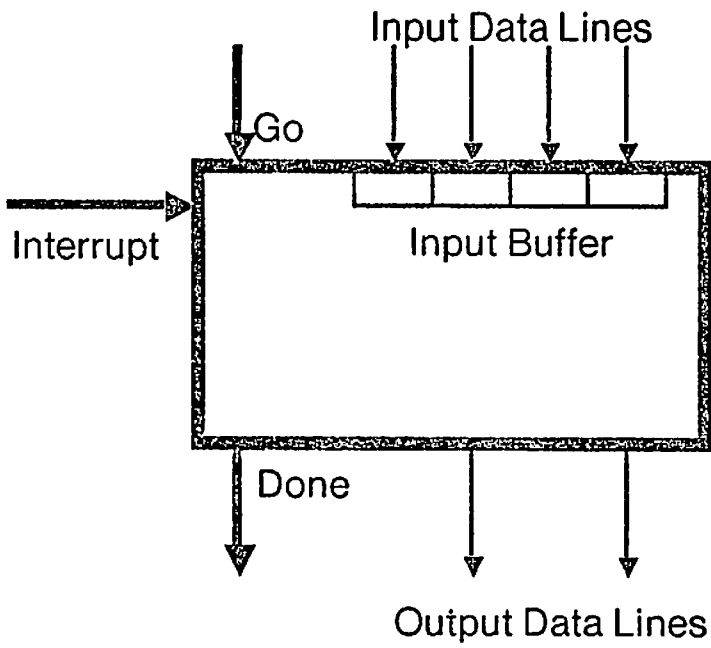 Input Data Lines
Go
Interrupt
Input Buffer
Done
Output Data Lines